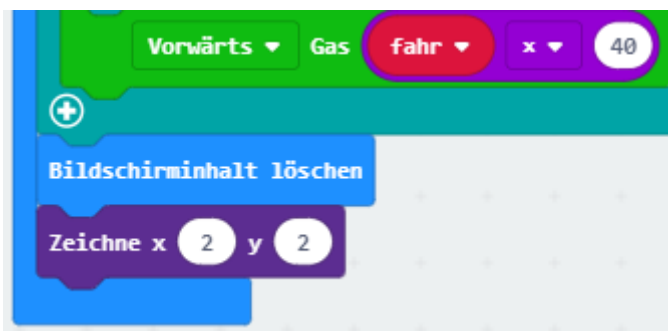 Vorwärts Gas fahr x 40
Bildschirminhalt löschen
Zeichne x 2 y 2